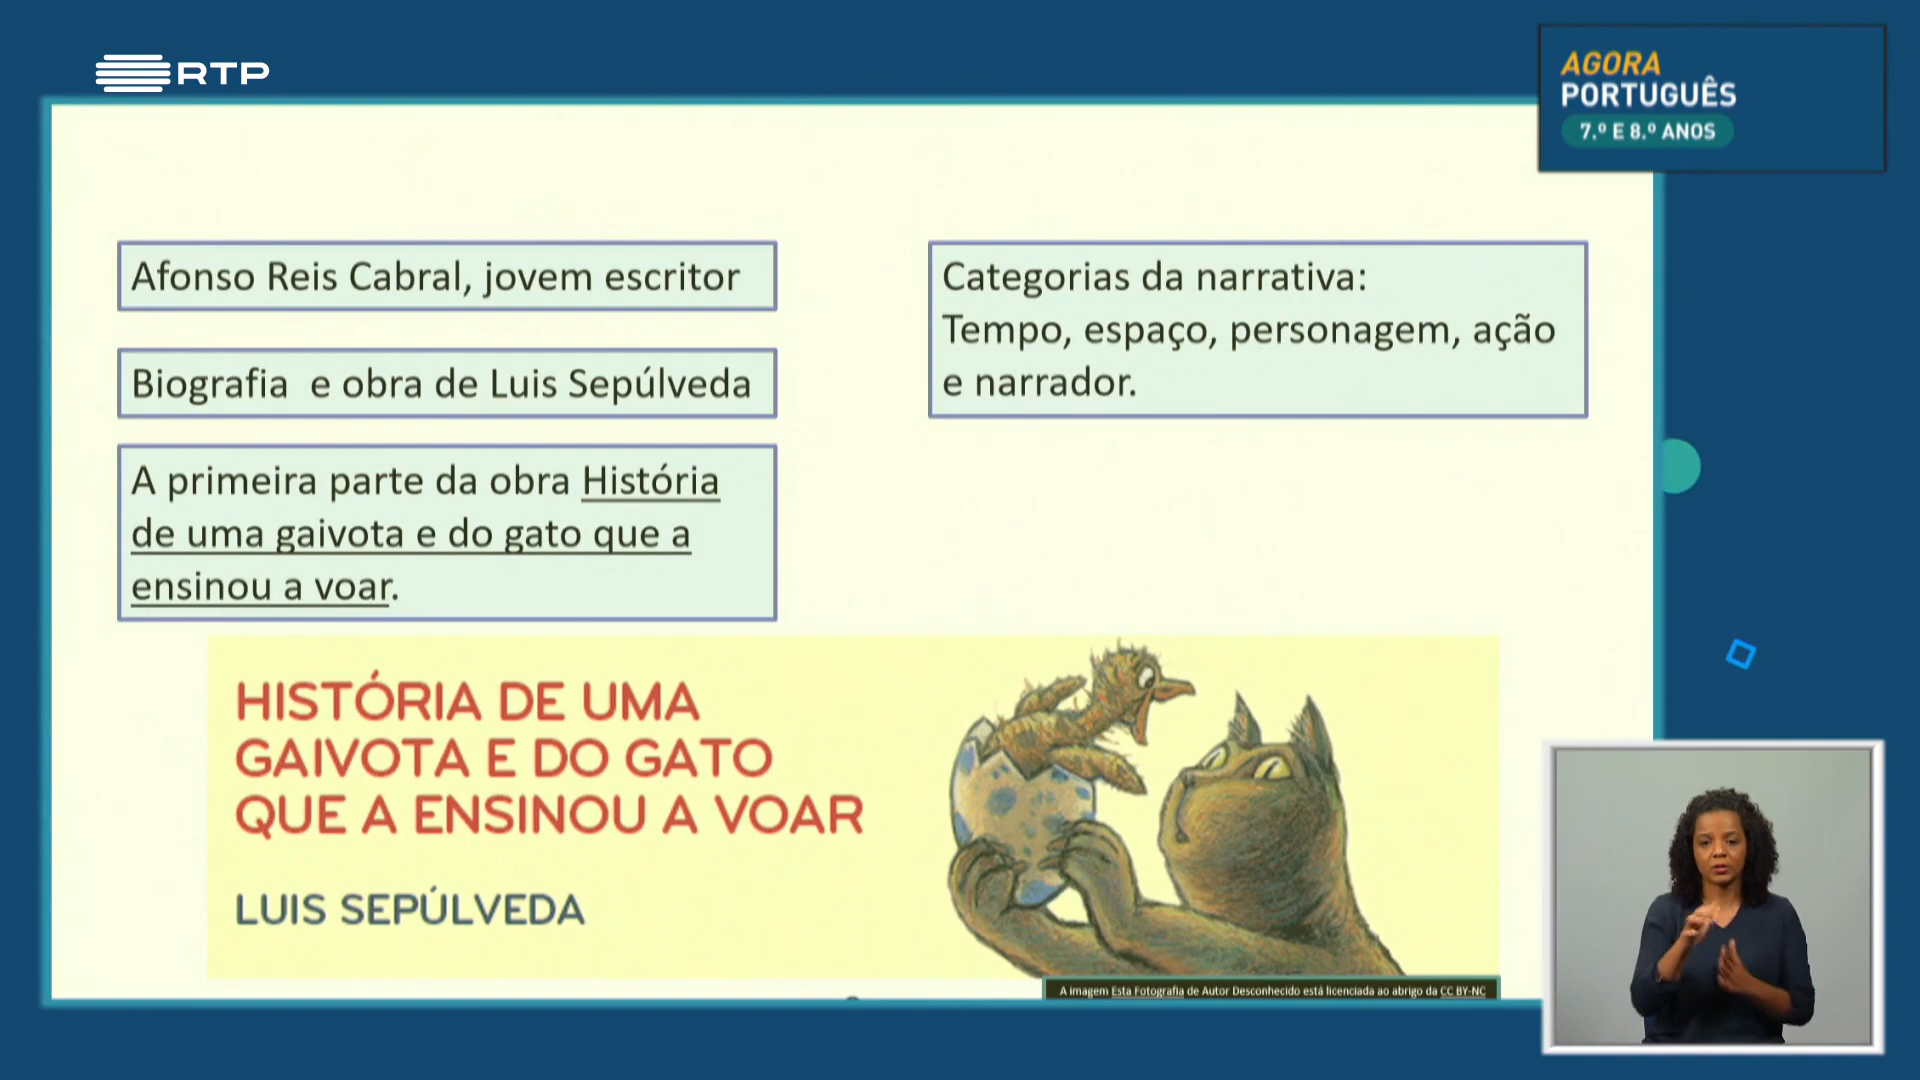 RTP
AGORA
PORTUGUÊS
7.º E 8.º ANOS
Afonso Reis Cabral, jovem escritor
Biografia  e obra de Luis Sepúlveda
A primeira parte da obra História
de uma gaivota e do gato que a
ensinou a voar.
Categorias da narrativa:
Tempo, espaço, personagem, ação
e narrador.
HISTÓRIA DE UMA
GAIVOTA E DO GATO
QUE A ENSINOU A VOAR
LUIS SEPÚLVEDA
A imagem Esta Fotografia de Autor Desconhecido está licenciada ao abrigo da CC BY-NC